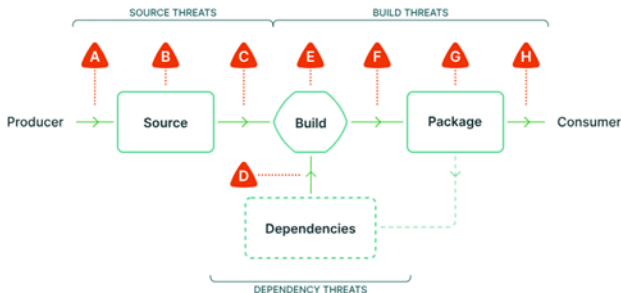 SOURCE THREATS BUILD THREATS
A B C E F G H
Producer Source Build Package Consumer
D
Dependencies
DEPENDENCY THREATS